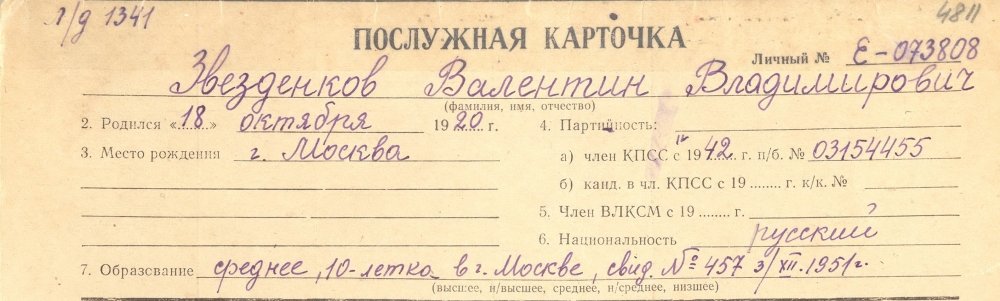 л/д 1341
4811
ПОСЛУЖНАЯ КАРТОЧКА
Личный № Е-073808
Звезденков Валентин Владимирович
(фамилия, имя, отчество)
2. Родился «18» октября 1920 г.
3. Место рождения г. Москва
4. Партийность:
а) член КПСС с 1942 г. п/б. № 03154455
б) канд. в чл. КПСС с 19........ г. к/к. №
5. Член ВЛКСМ с 19........ г.
6. Национальность русский
7. Образование среднее, 10-летка в г. Москве, свид. № 457 3/XII. 1951г.
(высшее, н/высшее, среднее, н/среднее, низшее)